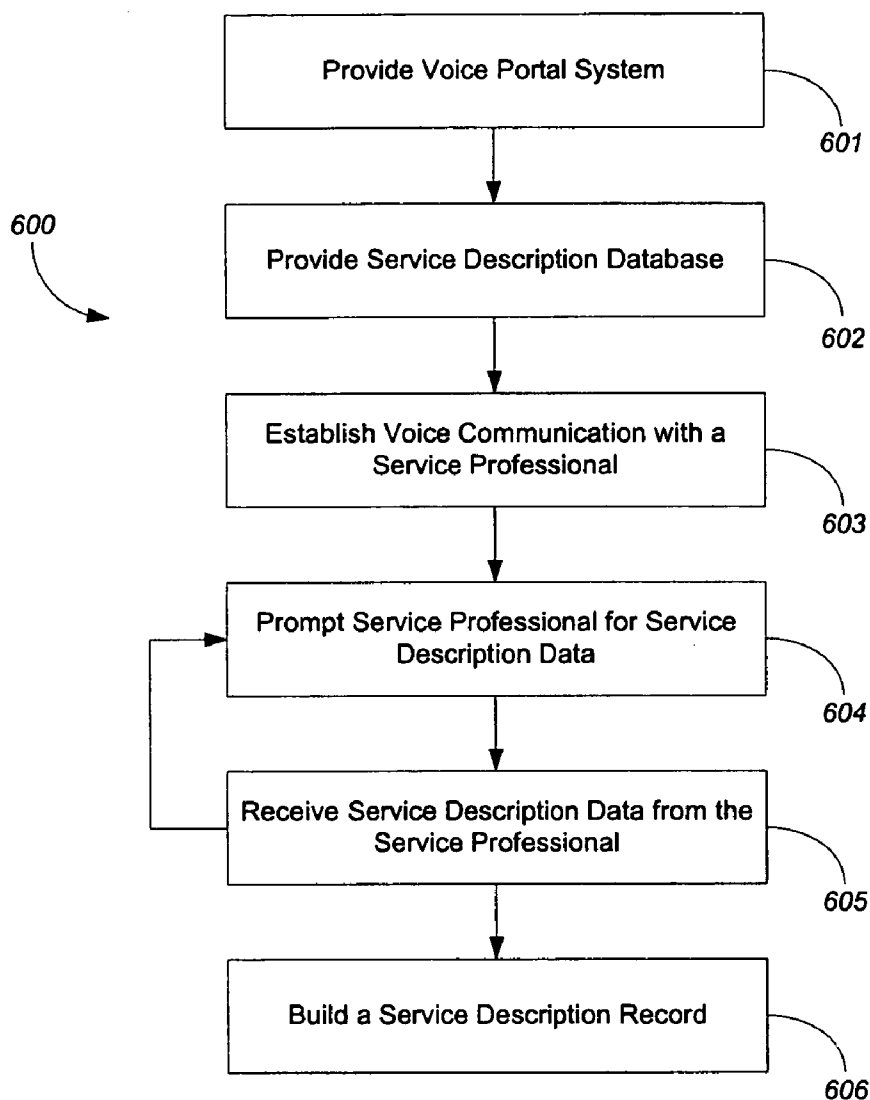 Provide Voice Portal System
601
600
Provide Service Description Database
602
Establish Voice Communication with a
Service Professional
603
Prompt Service Professional for Service
Description Data
604
Receive Service Description Data from the
Service Professional
605
Build a Service Description Record
606